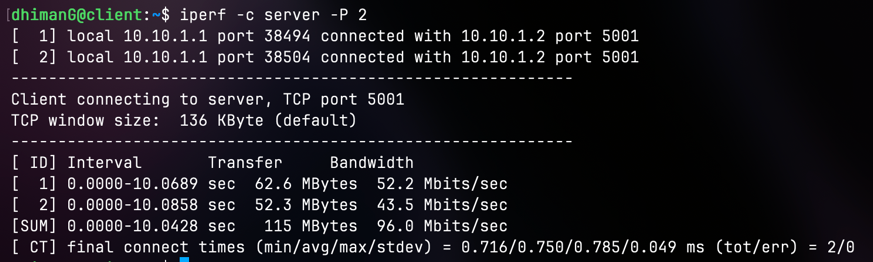 [dhimanG@client:~$ iperf -c server -P 2
[  1] local 10.10.1.1 port 38494 connected with 10.10.1.2 port 5001
[  2] local 10.10.1.1 port 38504 connected with 10.10.1.2 port 5001
------------------------------------------------------------
Client connecting to server, TCP port 5001
TCP window size:  136 KByte (default)
------------------------------------------------------------
[ ID] Interval       Transfer     Bandwidth
[  1] 0.0000-10.0689 sec  62.6 MBytes  52.2 Mbits/sec
[  2] 0.0000-10.0858 sec  52.3 MBytes  43.5 Mbits/sec
[SUM] 0.0000-10.0428 sec   115 MBytes  96.0 Mbits/sec
[ CT] final connect times (min/avg/max/stdev) = 0.716/0.750/0.785/0.049 ms (tot/err) = 2/0